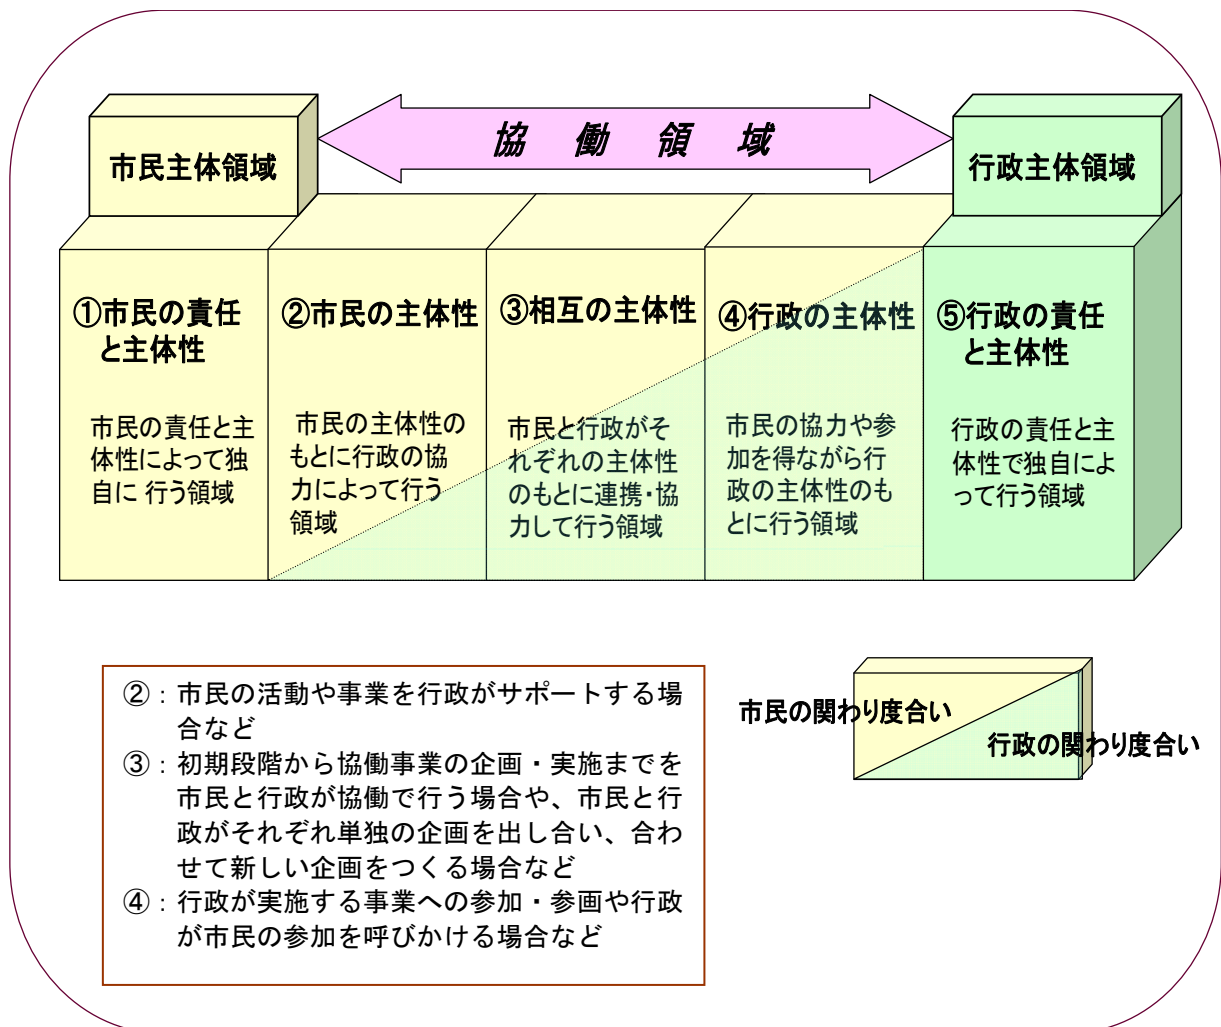 協働領域
市民主体領域
行政主体領域
①市民の責任
と主体性
市民の責任と主
体性によって独
自に 行う領域
②市民の主体性
市民の主体性の
もとに行政の協
力によって行う
領域
③相互の主体性
市民と行政がそ
れぞれの主体性
のもとに連携・協
力して行う領域
④行政の主体性
市民の協力や参
加を得ながら行
政の主体性のも
とに行う領域
⑤行政の責任
と主体性
行政の責任と主
体性で独自によ
って行う領域
②：市民の活動や事業を行政がサポートする場
合など
③：初期段階から協働事業の企画・実施までを
市民と行政が協働で行う場合や、市民と行
政がそれぞれ単独の企画を出し合い、合わ
せて新しい企画をつくる場合など
④：行政が実施する事業への参加・参画や行政
が市民の参加を呼びかける場合など
市民の関わり度合い
行政の関わり度合い